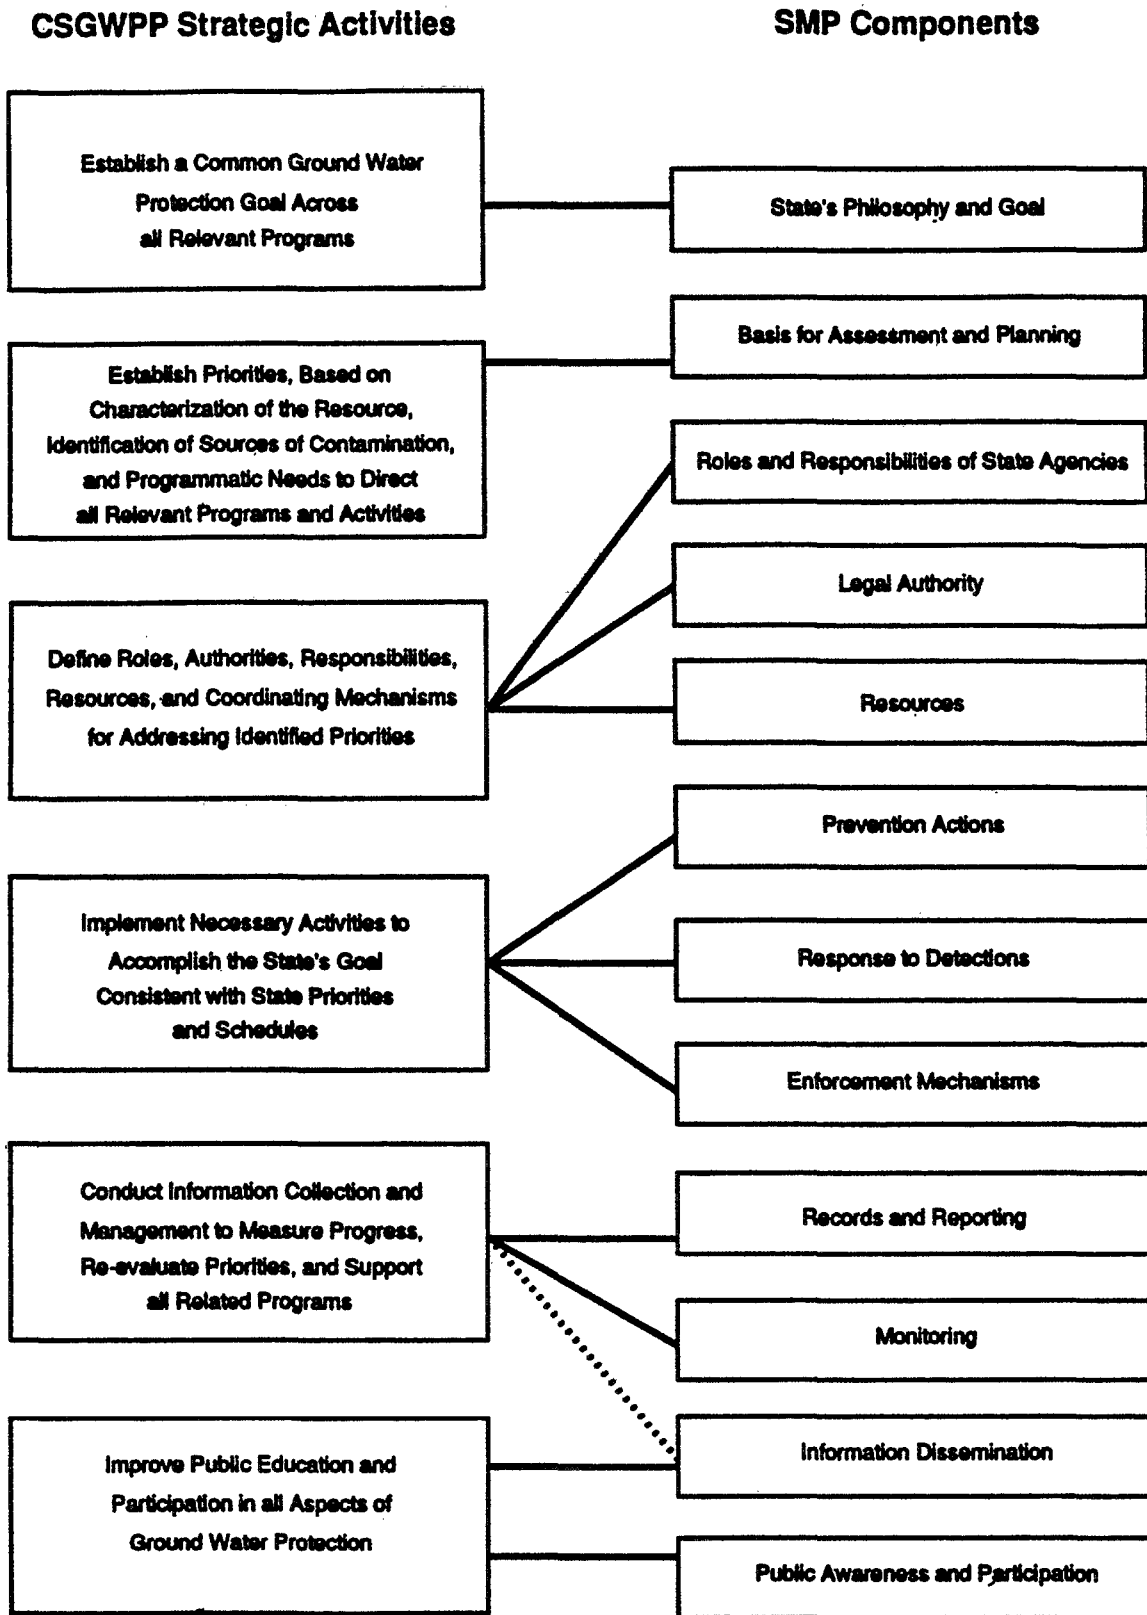 CSGWPP Strategic Activities
SMP Components
Establish a Common Ground Water
Protection Goal Across
all Relevant Programs
State's Philosophy and Goal
Basis for Assessment and Planning
Establish Priorities, Based on
Characterization of the Resource,
Identification of Sources of Contamination,
and Programmatic Needs to Direct
all Relevant Programs and Activities
Roles and Responsibilities of State Agencies
Legal Authority
Define Roles, Authorities, Responsibilities,
Resources, and Coordinating Mechanisms
for Addressing Identified Priorities
Resources
Prevention Actions
Implement Necessary Activities to
Accomplish the State's Goal
Consistent with State Priorities
and Schedules
Response to Detections
Enforcement Mechanisms
Conduct Information Collection and
Management to Measure Progress,
Re-evaluate Priorities, and Support
all Related Programs
Records and Reporting
Monitoring
Improve Public Education and
Participation in all Aspects of
Ground Water Protection
Information Dissemination
Public Awareness and Participation